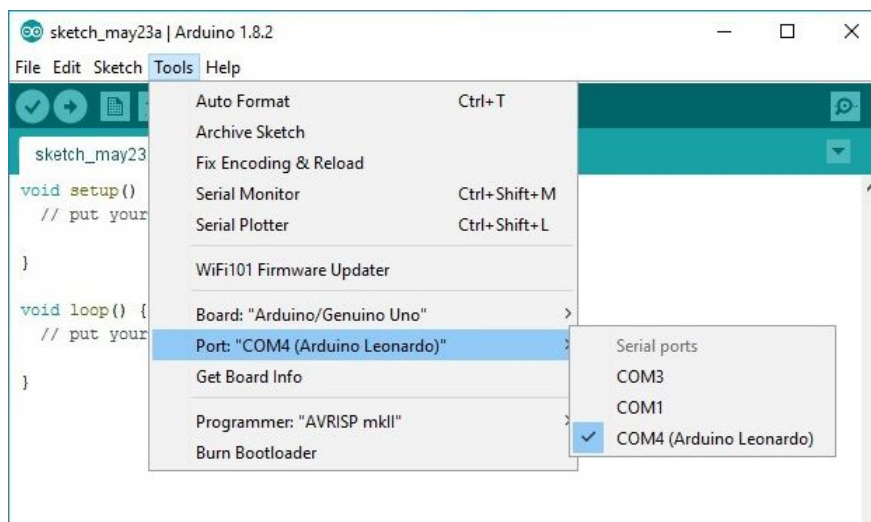 sketch_may23a | Arduino 1.8.2
File Edit Sketch Tools Help
sketch_may23
void setup()
// put your
}
void loop() {
// put your
}
Auto Format Ctrl+T
Archive Sketch
Fix Encoding & Reload
Serial Monitor Ctrl+Shift+M
Serial Plotter Ctrl+Shift+L
WiFi101 Firmware Updater
Board: "Arduino/Genuino Uno"
Port: "COM4 (Arduino Leonardo)"
Get Board Info
Programmer: "AVRISP mkII"
Burn Bootloader
Serial ports
COM3
COM1
COM4 (Arduino Leonardo)